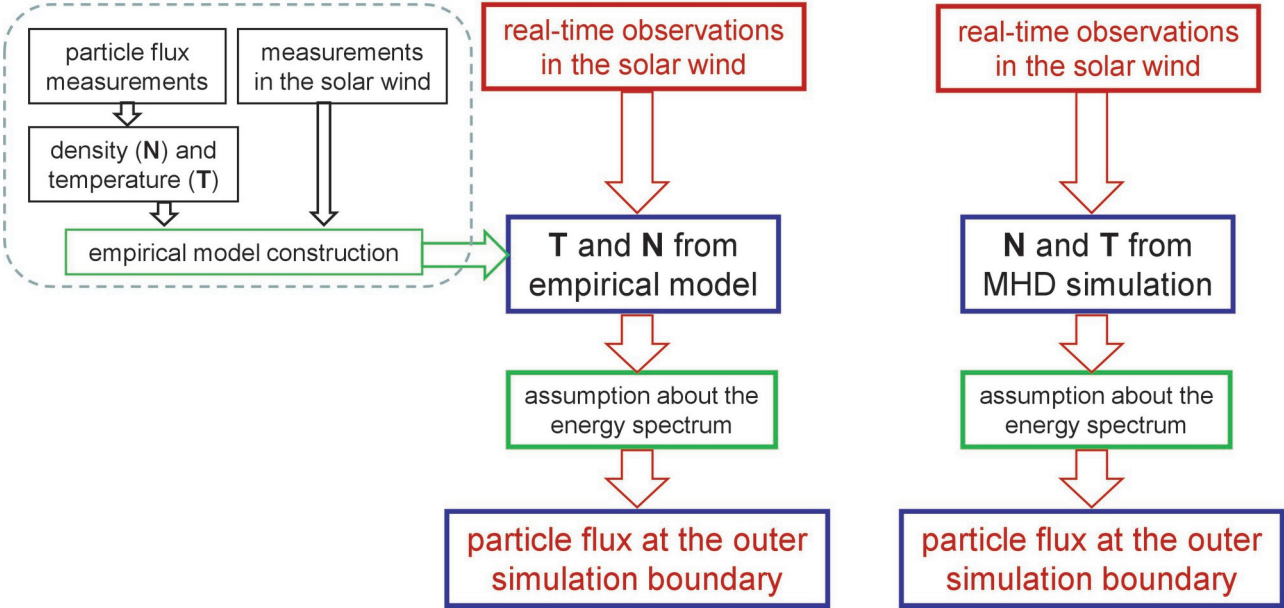 particle flux
measurements
measurements
in the solar wind
density (N) and
temperature (T)
empirical model construction
real-time observations
in the solar wind
T and N from
empirical model
assumption about the
energy spectrum
particle flux at the outer
simulation boundary
real-time observations
in the solar wind
N and T from
MHD simulation
assumption about the
energy spectrum
particle flux at the outer
simulation boundary